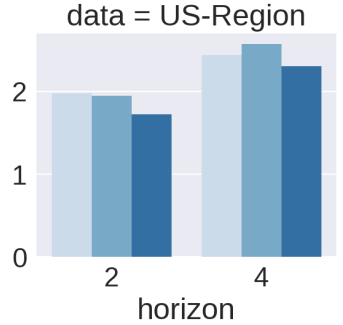 data = US-Region
2
1
0
2 4
horizon